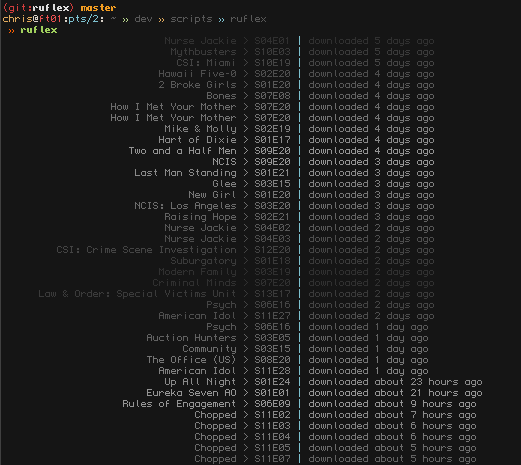 (git:ruflex) master
chris@ft01:pts/2: ~ » dev » scripts » ruflex
» ruflex
Nurse Jackie > S04E01 | downloaded 5 days ago
Mythbusters > S10E03 | downloaded 5 days ago
CSI: Miami > S10E19 | downloaded 5 days ago
Hawaii Five-0 > S02E20 | downloaded 4 days ago
2 Broke Girls > S01E20 | downloaded 4 days ago
Bones > S07E08 | downloaded 4 days ago
How I Met Your Mother > S07E20 | downloaded 4 days ago
How I Met Your Mother > S07E20 | downloaded 4 days ago
Mike & Molly > S02E19 | downloaded 4 days ago
Hart of Dixie > S01E17 | downloaded 4 days ago
Two and a Half Men > S09E20 | downloaded 4 days ago
NCIS > S09E20 | downloaded 3 days ago
Last Man Standing > S01E21 | downloaded 3 days ago
Glee > S03E15 | downloaded 3 days ago
New Girl > S01E20 | downloaded 3 days ago
NCIS: Los Angeles > S03E20 | downloaded 3 days ago
Raising Hope > S02E21 | downloaded 3 days ago
Nurse Jackie > S04E02 | downloaded 2 days ago
Nurse Jackie > S04E03 | downloaded 2 days ago
CSI: Crime Scene Investigation > S12E20 | downloaded 2 days ago
Suburgatory > S01E18 | downloaded 2 days ago
Modern Family > S03E19 | downloaded 2 days ago
Criminal Minds > S07E20 | downloaded 2 days ago
Law & Order: Special Victims Unit > S13E17 | downloaded 2 days ago
Psych > S06E16 | downloaded 2 days ago
American Idol > S11E27 | downloaded 2 days ago
Psych > S06E16 | downloaded 1 day ago
Auction Hunters > S03E05 | downloaded 1 day ago
Community > S03E15 | downloaded 1 day ago
The Office (US) > S08E20 | downloaded 1 day ago
American Idol > S11E28 | downloaded 1 day ago
Up All Night > S01E24 | downloaded about 23 hours ago
Eureka Seven AO > S01E01 | downloaded about 21 hours ago
Rules of Engagement > S06E09 | downloaded about 9 hours ago
Chopped > S11E02 | downloaded about 7 hours ago
Chopped > S11E03 | downloaded about 6 hours ago
Chopped > S11E04 | downloaded about 6 hours ago
Chopped > S11E05 | downloaded about 5 hours ago
Chopped > S11E07 | downloaded about 5 hours ago